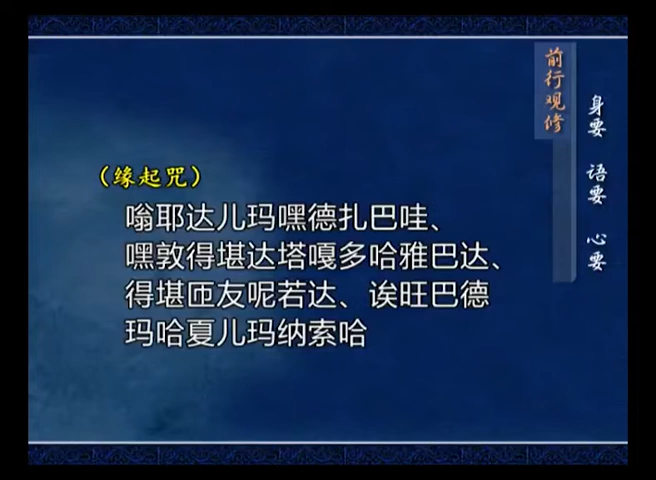 前行观修
身要 语要 心要
(缘起咒)
嗡耶达儿玛嘿德扎巴哇、
嘿敦得堪达塔嘎多哈雅巴达、
得堪匝友呢若达、诶旺巴德
玛哈夏儿玛纳索哈